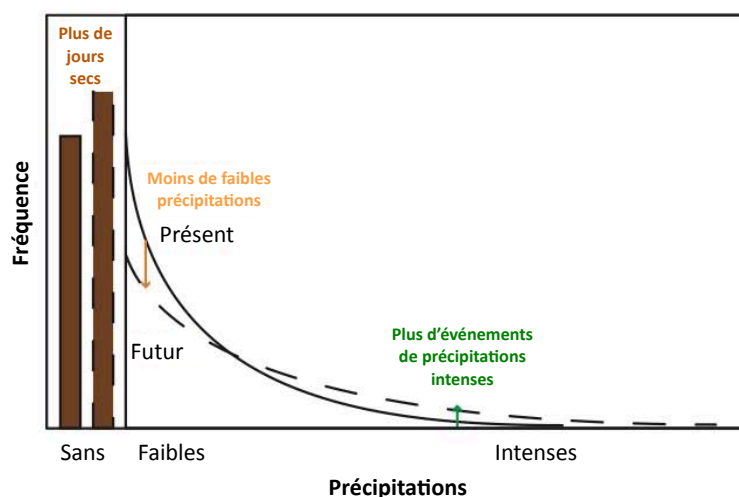 Plus de
jours
secs
Fréquence
Moins de faibles
précipitations
Présent
Futur
Plus d'événements
de précipitations
intenses
Sans
Faibles
Intenses
Précipitations